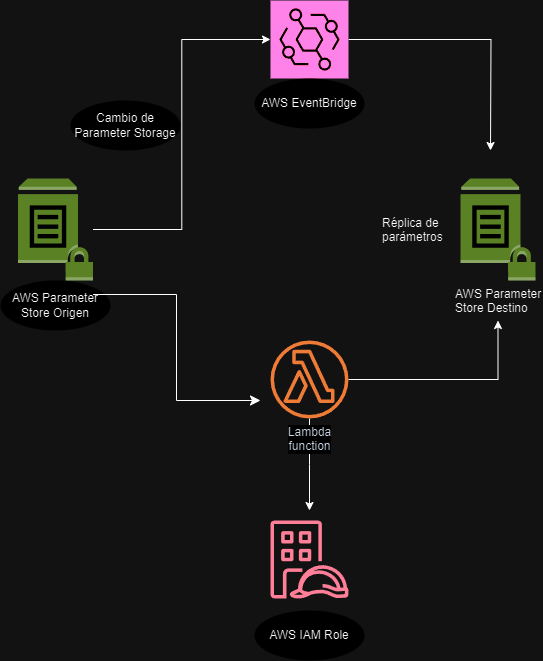 AWS EventBridge
Cambio de
Parameter Storage
Réplica de
parámetros
AWS Parameter
Store Origen
AWS Parameter
Store Destino
Lambda
function
AWS IAM Role